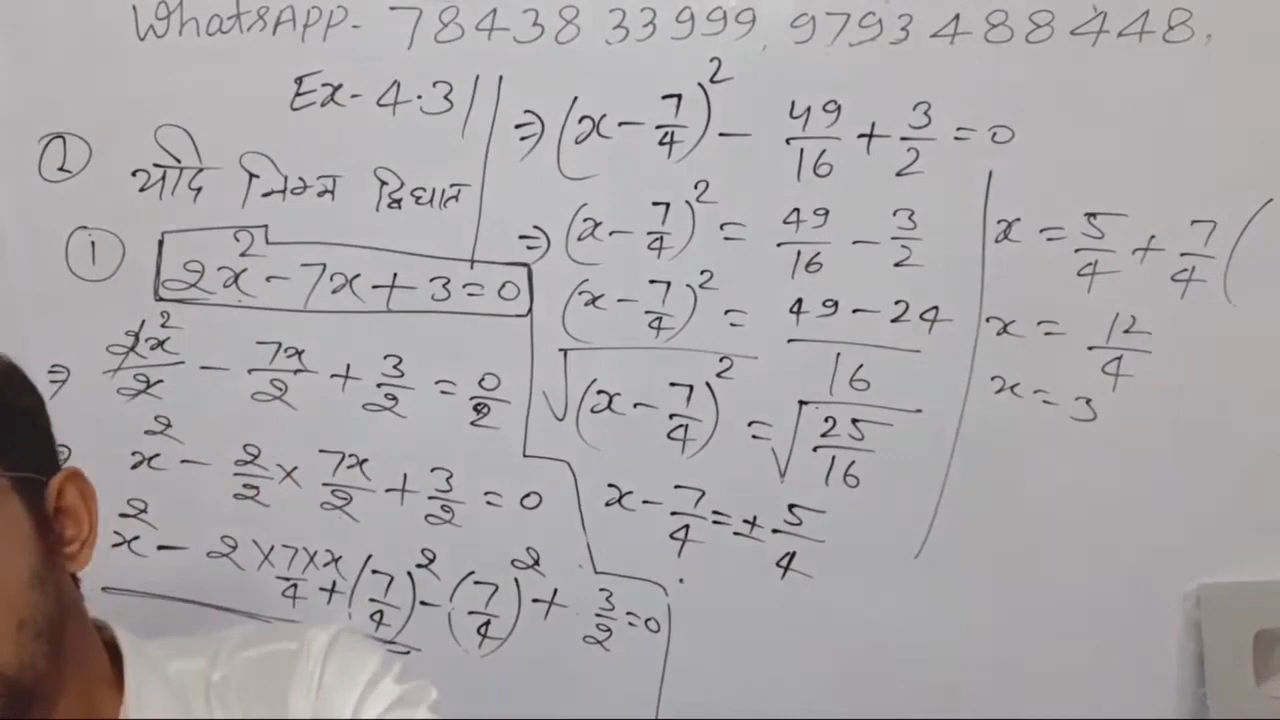 WhatsAPP- 7843833999, 9793488448,
Ex-4.3
② यदि निम्न द्विघात
① 2x² - 7x + 3 = 0
⇒ 2x²/2 - 7x/2 + 3/2 = 0/2
x² - 2/2 × 7x/2 + 3/2 = 0
x² - 2 × 7/4 × x + (7/4)² - (7/4)² + 3/2 = 0
⇒ (x - 7/4)² - 49/16 + 3/2 = 0
⇒ (x - 7/4)² = 49/16 - 3/2
(x - 7/4)² = (49 - 24)/16
√(x - 7/4)² = √25/16
x - 7/4 = ± 5/4
x = 5/4 + 7/4 (
x = 12/4
x = 3